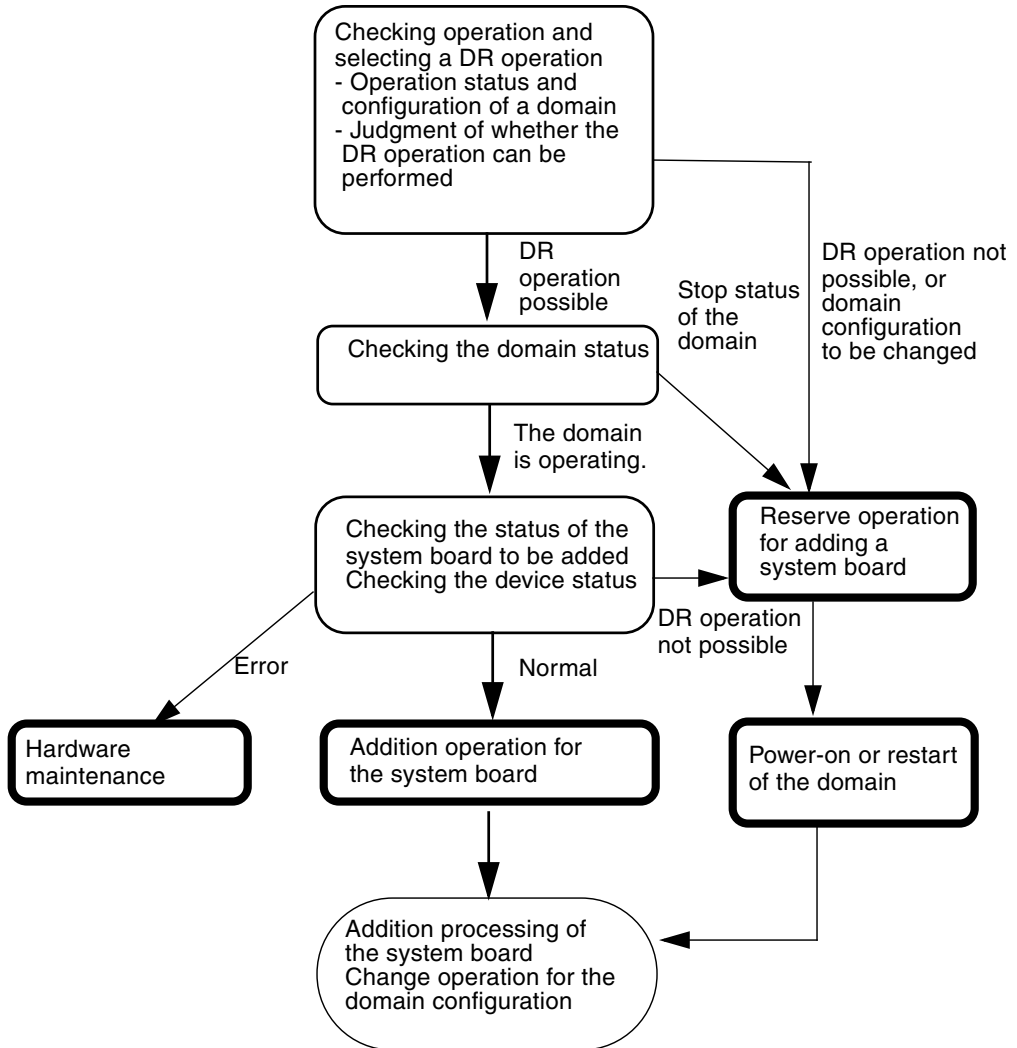 Checking operation and
selecting a DR operation
- Operation status and
configuration of a domain
- Judgment of whether the
DR operation can be
performed
DR
operation
possible
Stop status
of the
domain
DR operation not
possible, or
domain
configuration
to be changed
Checking the domain status
The domain
is operating.
Checking the status of the
system board to be added
Checking the device status
Reserve operation
for adding a
system board
DR operation
not possible
Error
Normal
Hardware
maintenance
Addition operation for
the system board
Power-on or restart
of the domain
Addition processing of
the system board
Change operation for the
domain configuration